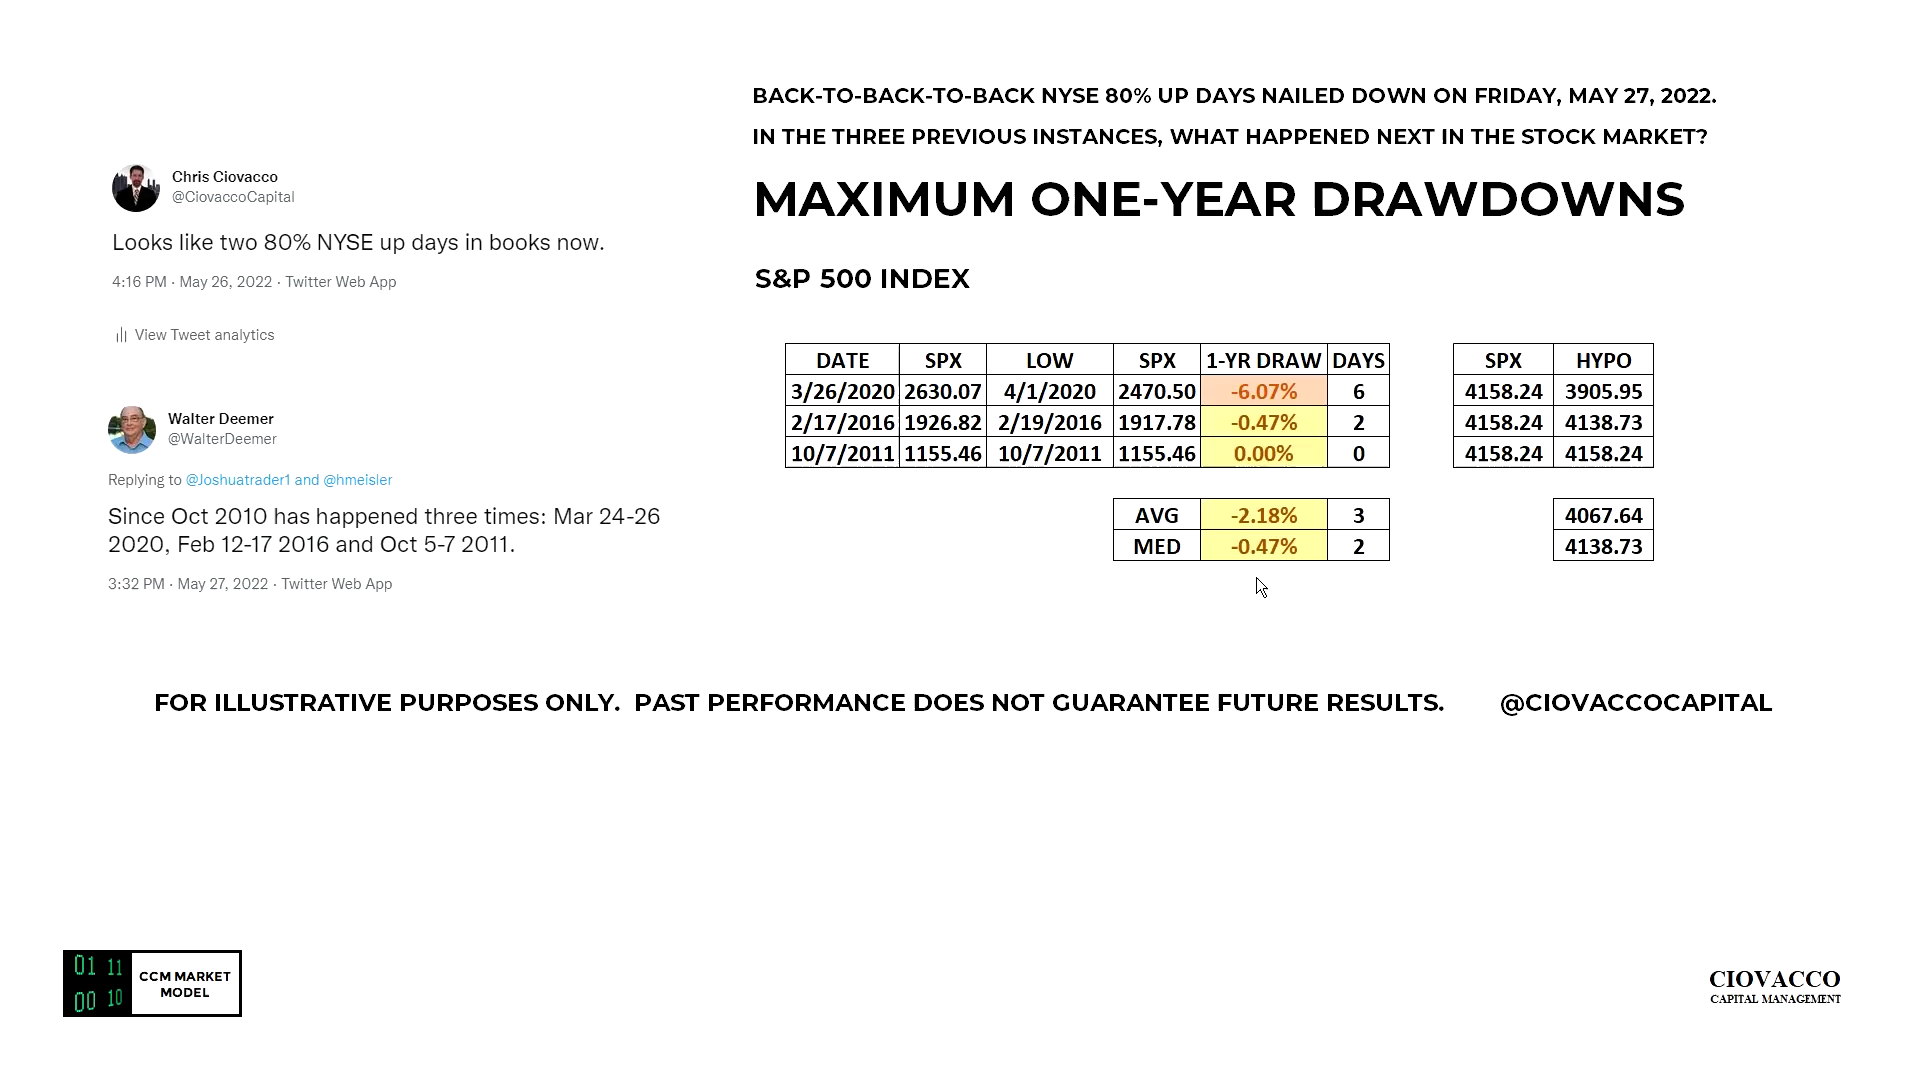 BACK-TO-BACK-TO-BACK NYSE 80% UP DAYS NAILED DOWN ON FRIDAY, MAY 27, 2022.
IN THE THREE PREVIOUS INSTANCES, WHAT HAPPENED NEXT IN THE STOCK MARKET?
MAXIMUM ONE-YEAR DRAWDOWNS
S&P 500 INDEX
Chris Ciovacco
@CiovaccoCapital
Looks like two 80% NYSE up days in books now.
4:16 PM · May 26, 2022 · Twitter Web App
View Tweet analytics
Walter Deemer
@WalterDeemer
Replying to @Joshuatrader1 and @hmeisler
Since Oct 2010 has happened three times: Mar 24-26
2020, Feb 12-17 2016 and Oct 5-7 2011.
3:32 PM · May 27, 2022 · Twitter Web App
DATE SPX LOW SPX 1-YR DRAW DAYS SPX HYPO
3/26/2020 2630.07 4/1/2020 2470.50 -6.07% 6 4158.24 3905.95
2/17/2016 1926.82 2/19/2016 1917.78 -0.47% 2 4158.24 4138.73
10/7/2011 1155.46 10/7/2011 1155.46 0.00% 0 4158.24 4158.24
AVG -2.18% 3 4067.64
MED -0.47% 2 4138.73
FOR ILLUSTRATIVE PURPOSES ONLY. PAST PERFORMANCE DOES NOT GUARANTEE FUTURE RESULTS. @CIOVACCOCAPITAL
01 11
00 10
CCM MARKET
MODEL
CIOVACCO
CAPITAL MANAGEMENT